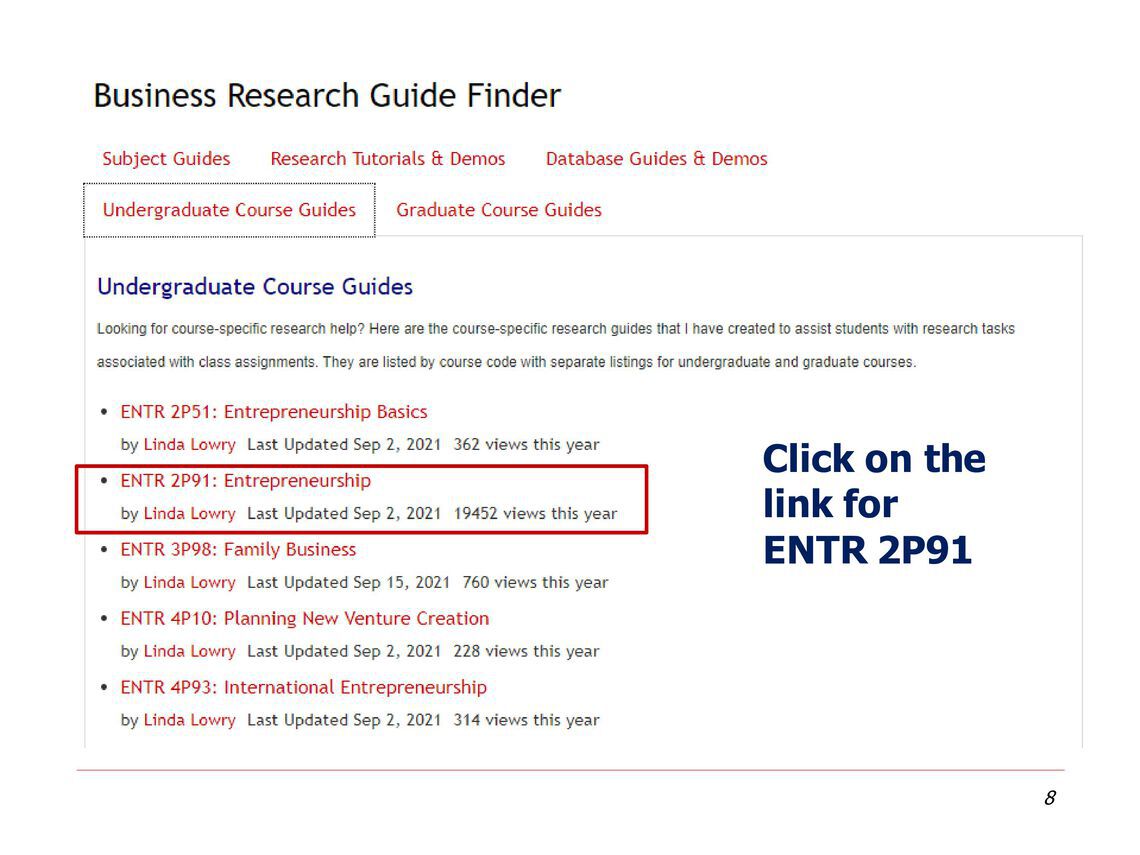 Business Research Guide Finder
Subject Guides Research Tutorials & Demos Database Guides & Demos
Undergraduate Course Guides Graduate Course Guides
Undergraduate Course Guides
Looking for course-specific research help? Here are the course-specific research guides that I have created to assist students with research tasks
associated with class assignments. They are listed by course code with separate listings for undergraduate and graduate courses.
• ENTR 2P51: Entrepreneurship Basics
by Linda Lowry Last Updated Sep 2, 2021 362 views this year
• ENTR 2P91: Entrepreneurship
by Linda Lowry Last Updated Sep 2, 2021 19452 views this year
• ENTR 3P98: Family Business
by Linda Lowry Last Updated Sep 15, 2021 760 views this year
• ENTR 4P10: Planning New Venture Creation
by Linda Lowry Last Updated Sep 2, 2021 228 views this year
• ENTR 4P93: International Entrepreneurship
by Linda Lowry Last Updated Sep 2, 2021 314 views this year
Click on the
link for
ENTR 2P91
8